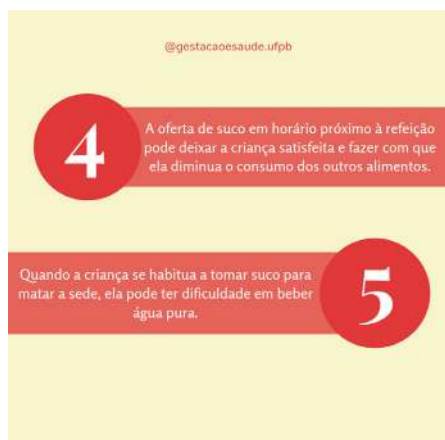 @gestacaoesaude.ufpb
4
A oferta de suco em horário próximo à refeição
pode deixar a criança satisfeita e fazer com que
ela diminua o consumo dos outros alimentos.
Quando a criança se habitua a tomar suco para
matar a sede, ela pode ter dificuldade em beber
água pura.
5